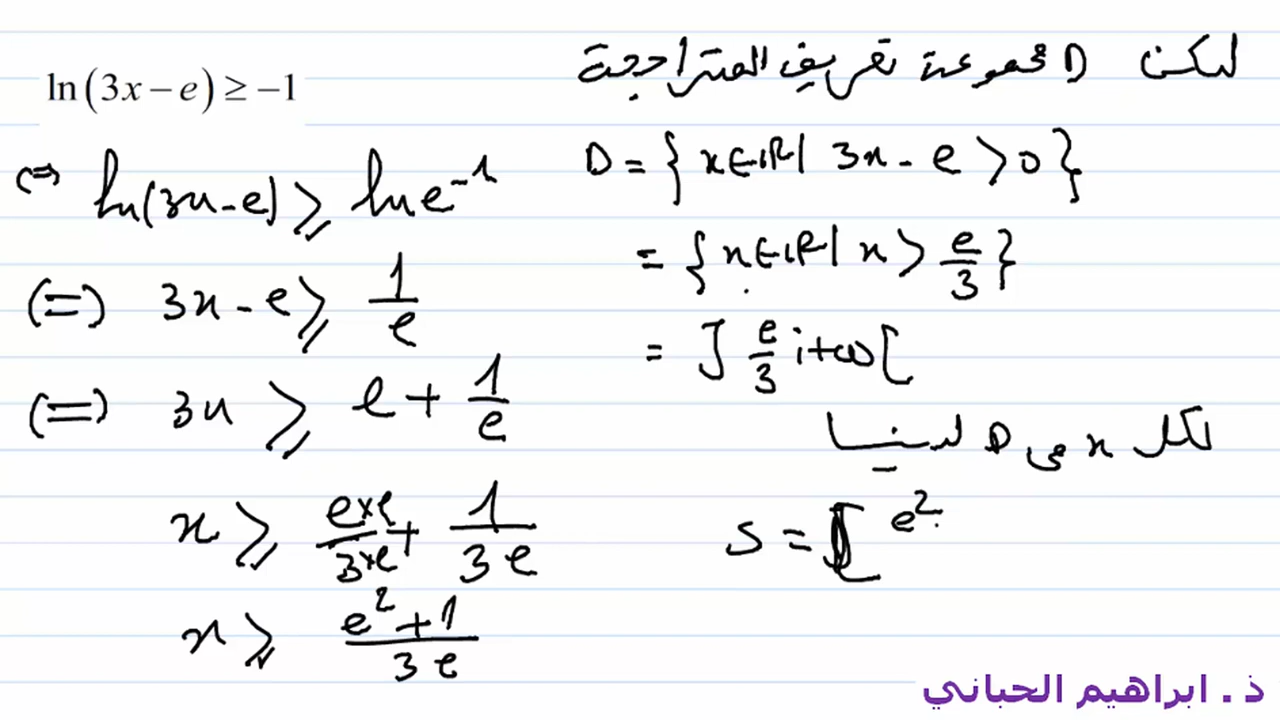 ln(3x − e) ≥ −1
⇔ ln(3x − e) ≥ ln e⁻¹
(=) 3x − e ≥ 1/e
(=) 3x ≥ e + 1/e
x ≥ e×e/3×e + 1/3e
x ≥ e² + 1/3e
ليكن D مجموعة تعريف المتراجحة
D = { x ∈ ℝ | 3x − e > 0 }
= { x ∈ ℝ | x > e/3 }
= ] e/3 ; +∞ [
لكل x من D لدينا
S = [ e²
ذ . ابراهيم الحباني